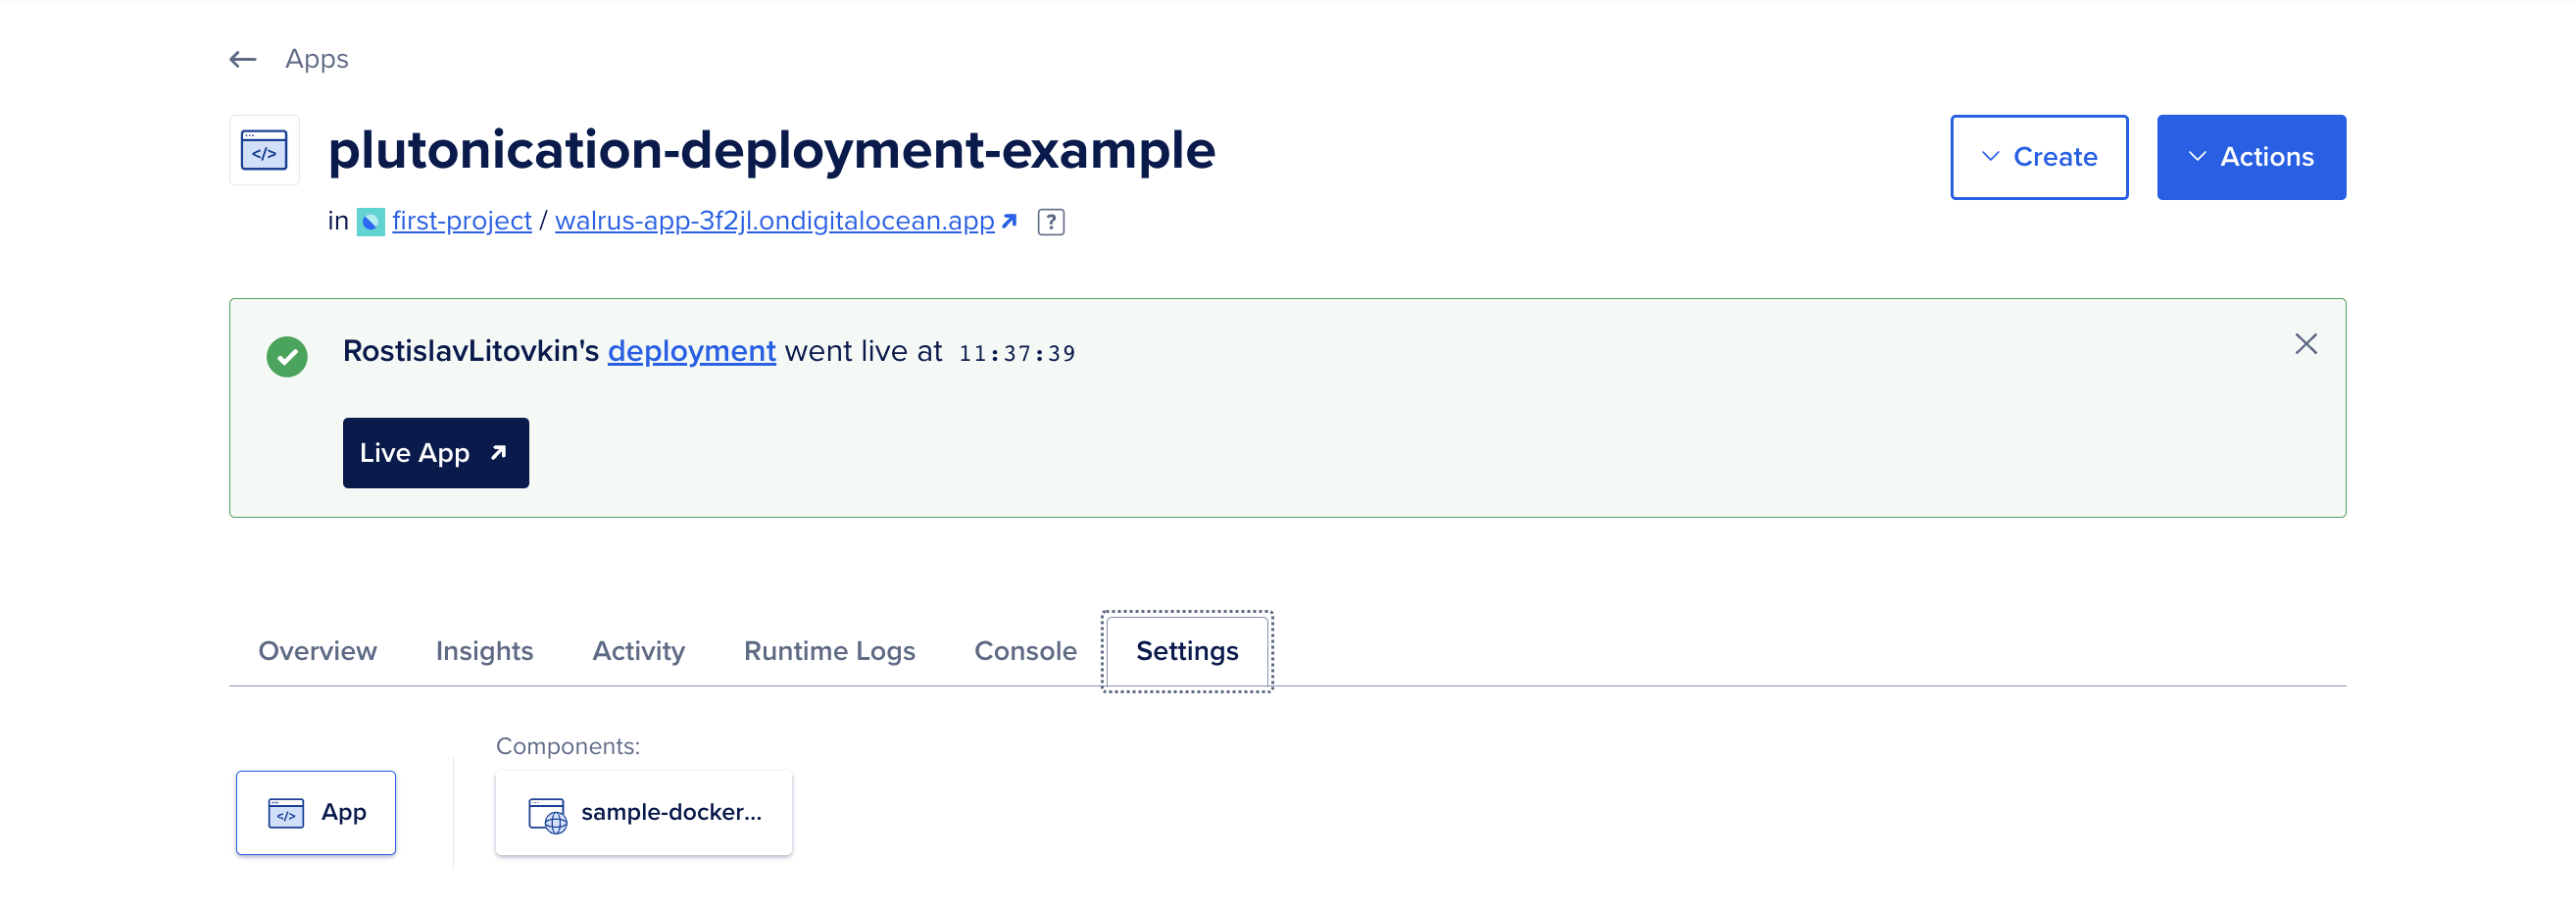 Apps
plutonication-deployment-example
Create
Actions
in first-project / walrus-app-3f2jl.ondigitalocean.app ?
RostislavLitovkin's deployment went live at 11:37:39
Live App
Overview Insights Activity Runtime Logs Console Settings
Components:
App
sample-docker...